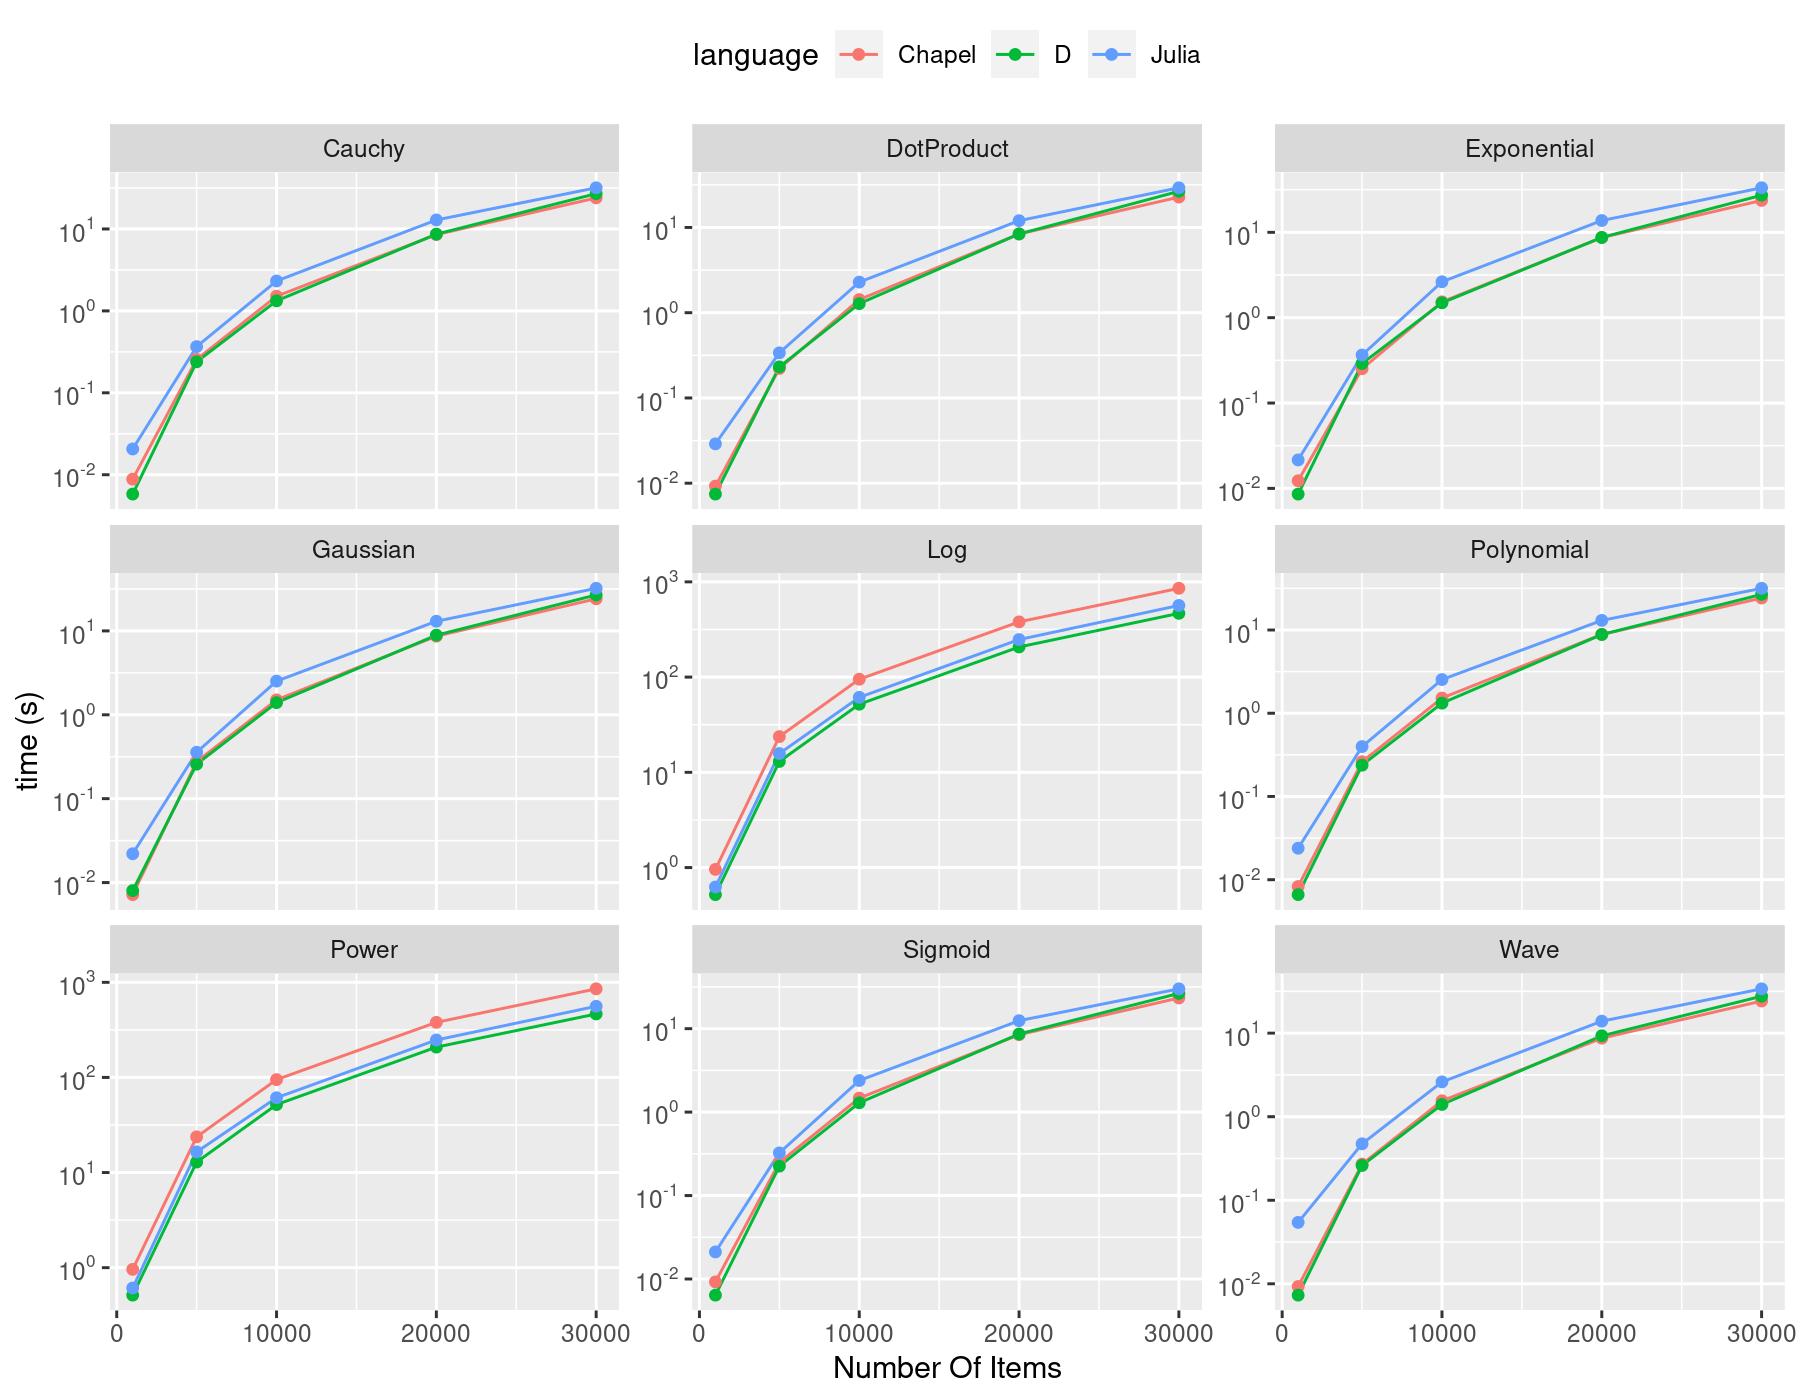 language Chapel D Julia
Cauchy DotProduct Exponential
10^1 10^1 10^1
10^0 10^0 10^0
10^-1 10^-1 10^-1
10^-2 10^-2 10^-2
Gaussian Log Polynomial
10^3
10^1 10^2 10^1
10^0 10^1 10^0
10^-1 10^0 10^-1
10^-2 10^-2
time (s)
Power Sigmoid Wave
10^3
10^2 10^1 10^1
10^1 10^0 10^0
10^0 10^-1 10^-1
10^-2 10^-2
0 10000 20000 30000 0 10000 20000 30000 0 10000 20000 30000
Number Of Items